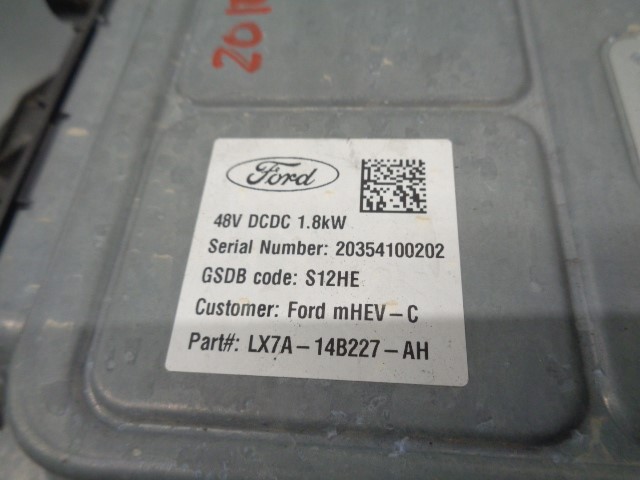 Ford
48V DCDC 1.8kW
Serial Number: 20354100202
GSDB code: S12HE
Customer: Ford mHEV-C
Part#: LX7A-14B227-AH